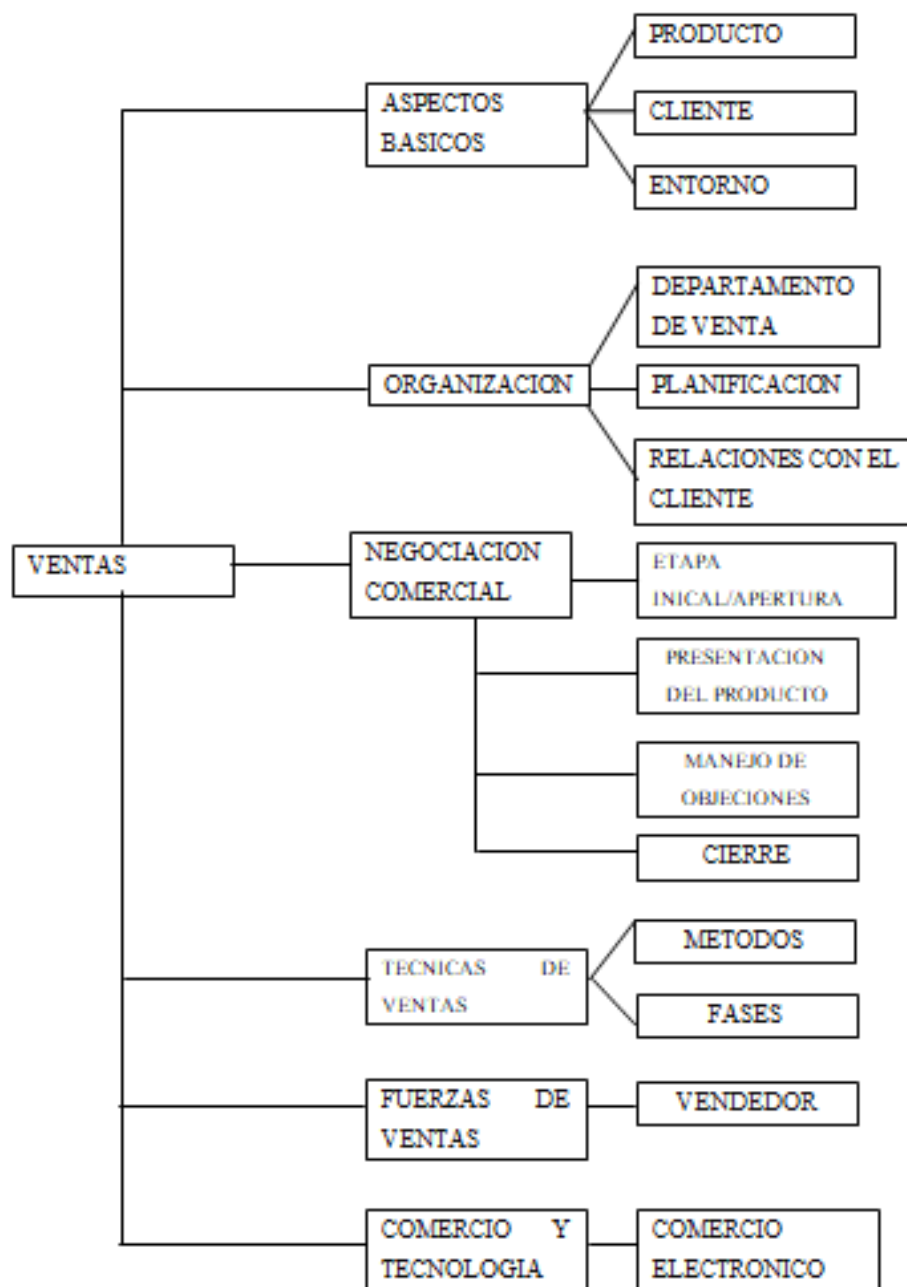 PRODUCTO
ASPECTOS
BASICOS
CLIENTE
ENTORNO
DEPARTAMENTO
DE VENTA
ORGANIZACION
PLANIFICACION
RELACIONES CON EL
CLIENTE
VENTAS
NEGOCIACION
COMERCIAL
ETAPA
INICAL/APERTURA
PRESENTACION
DEL PRODUCTO
MANEJO DE
OBJECIONES
CIERRE
TECNICAS DE
VENTAS
METODOS
FASES
FUERZAS DE
VENTAS
VENDEDOR
COMERCIO Y
TECNOLOGIA
COMERCIO
ELECTRONICO